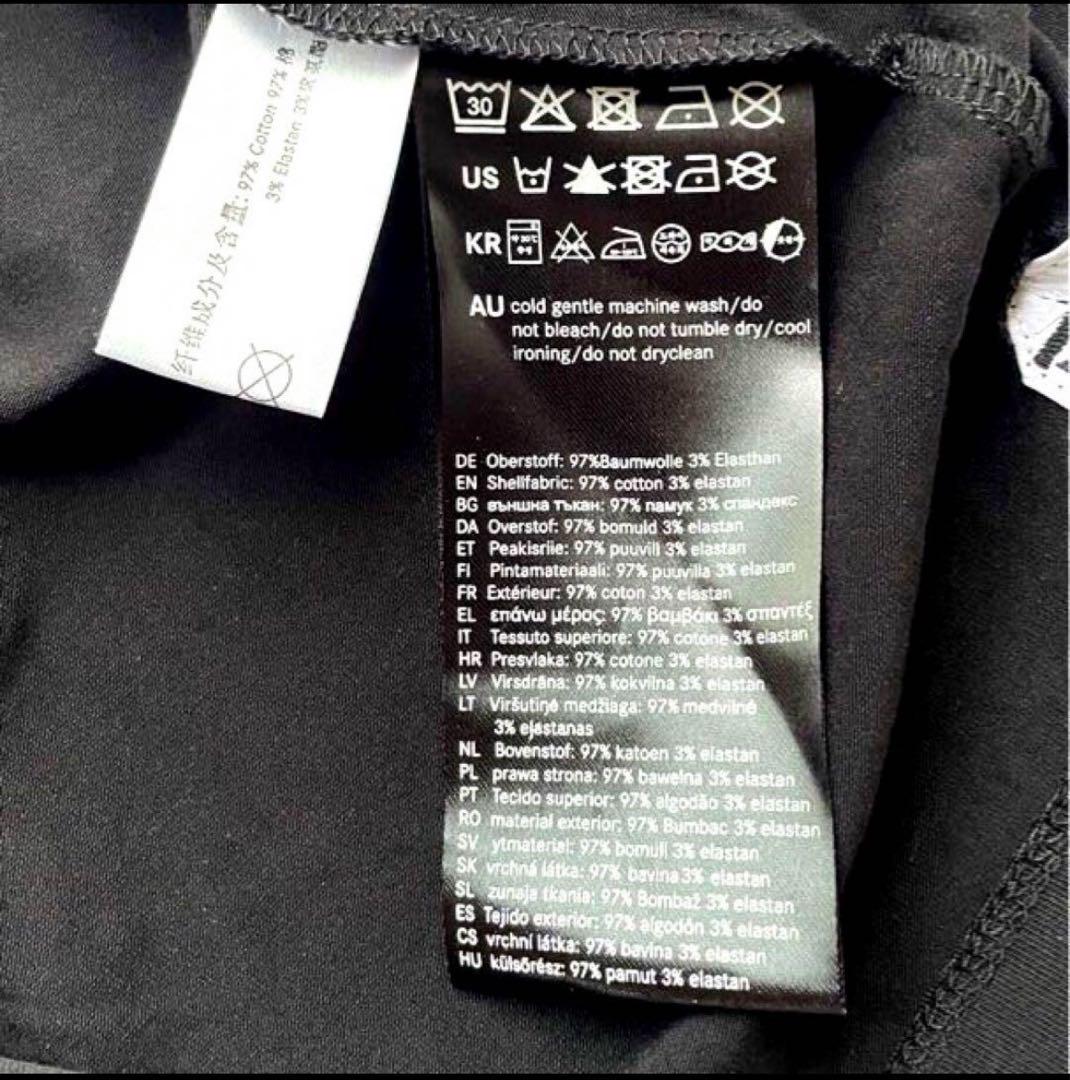 纤维成分及含量: 97% Cotton 97% 棉
3% Elastan 3%
30
US
KR
AU cold gentle machine wash/do
not bleach/do not tumble dry/cool
ironing/do not dryclean
DE Oberstoff: 97%Baumwolle 3% Elasthan
EN Shellfabric: 97% cotton 3% elastan
BG външна тъкан: 97% памук 3% спандекс
DA Overstof: 97% bomuld 3% elastan
ET Peakisriie: 97% puuvill 3% elastan
FI Pintamateriaali: 97% puuvilla 3% elastan
FR Extérieur: 97% coton 3% elastan
EL επάνω μέρος: 97% βαμβάκι 3% σπαντέξ
IT Tessuto superiore: 97% cotone 3% elastan
HR Presvlaka: 97% cotone 3% elastan
LV Virsdrāna: 97% kokvilna 3% elastan
LT Viršutinė medžiaga: 97% medvilnė
3% elastanas
NL Bovenstof: 97% katoen 3% elastan
PL prawa strona: 97% bawełna 3% elastan
PT Tecido superior: 97% algodão 3% elastan
RO material exterior: 97% Bumbac 3% elastan
SV ytmaterial: 97% bomull 3% elastan
SK vrchná látka: 97% bavlna 3% elastan
SL zunaja tkania: 97% Bombaž 3% elastan
ES Tejido exterior: 97% algodón 3% elastan
CS vrchní látka: 97% bavlna 3% elastan
HU külsőrész: 97% pamut 3% elastan